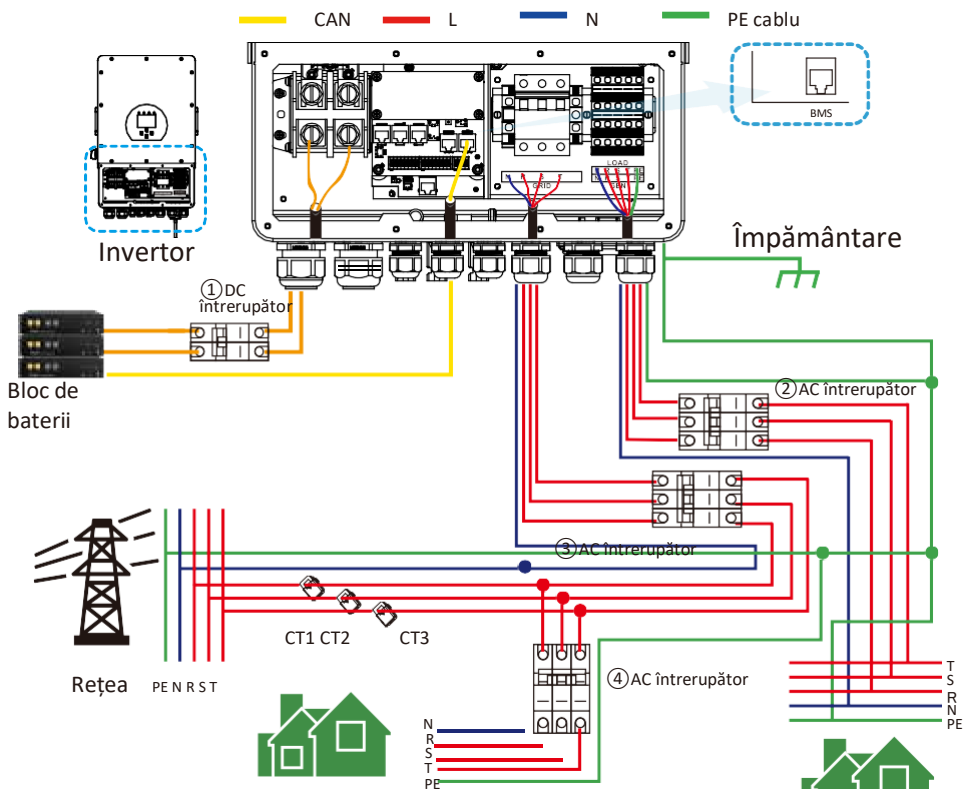 CAN L N PE cablu
BMS
LOAD
GRID
GEN
Invertor
Împământare
①DC
întrerupător
Bloc de
baterii
②AC întrerupător
③AC întrerupător
CT1 CT2 CT3
④AC întrerupător
Rețea
PE N R S T
T
S
R
N
PE
N
R
S
T
PE